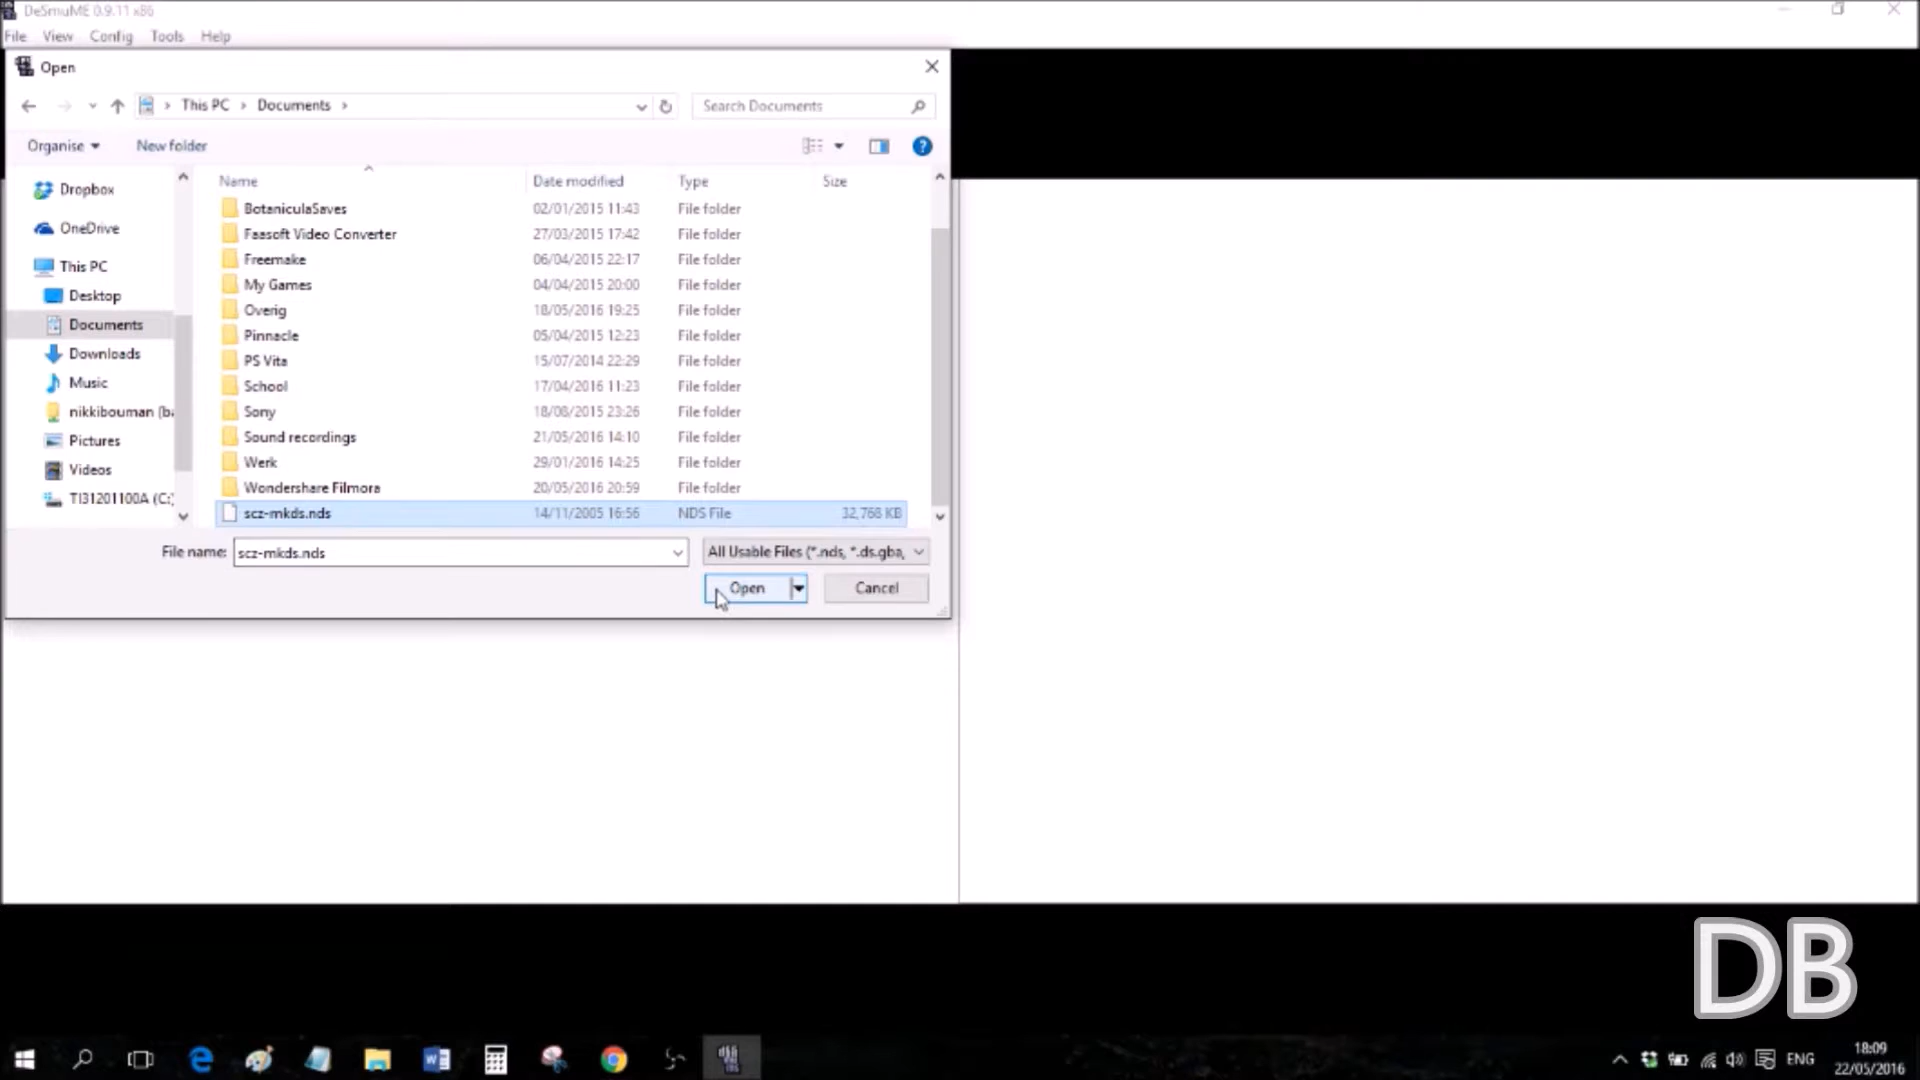 DeSmuME 0.9.11 x86
File View Config Tools Help
Open
This PC > Documents >
Search Documents
Organise New folder
Name Date modified Type Size
Dropbox
OneDrive
This PC
Desktop
Documents
Downloads
Music
nikkibouman (ba
Pictures
Videos
TI31201100A (C:)
BotaniculaSaves 02/01/2015 11:43 File folder
Faasoft Video Converter 27/03/2015 17:42 File folder
Freemake 06/04/2015 22:17 File folder
My Games 04/04/2015 20:00 File folder
Overig 18/05/2016 19:25 File folder
Pinnacle 05/04/2015 12:23 File folder
PS Vita 15/07/2014 22:29 File folder
School 17/04/2016 11:23 File folder
Sony 18/08/2015 23:26 File folder
Sound recordings 21/05/2016 14:10 File folder
Werk 29/01/2016 14:25 File folder
Wondershare Filmora 20/05/2016 20:59 File folder
scz-mkds.nds 14/11/2005 16:56 NDS File 32,768 KB
File name: scz-mkds.nds All Usable Files (*.nds, *.ds.gba,
Open Cancel
DB
ENG
18:09
22/05/2016